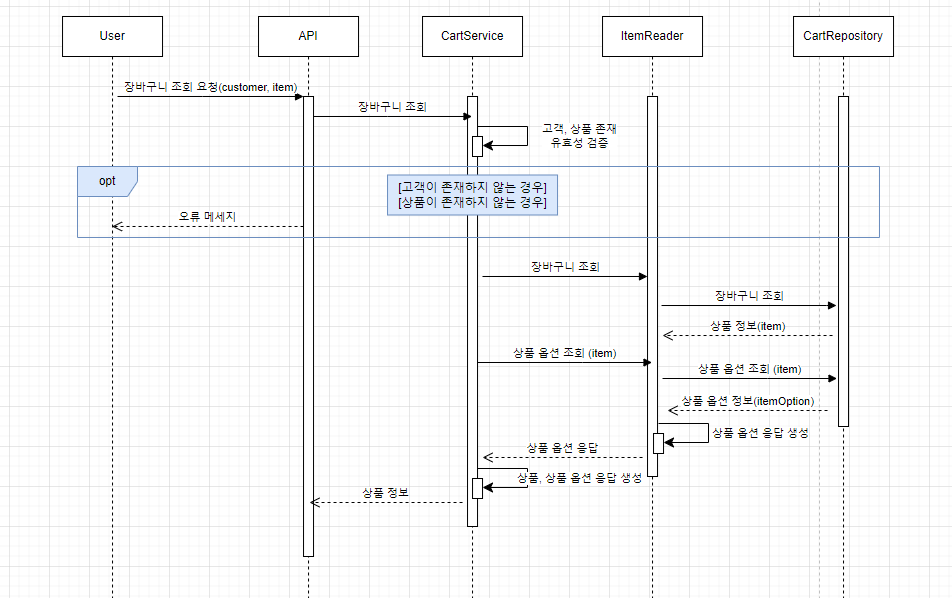 User
API
CartService
ItemReader
CartRepository
장바구니 조회 요청(customer, item)
장바구니 조회
고객, 상품 존재
유효성 검증
opt
[고객이 존재하지 않는 경우]
[상품이 존재하지 않는 경우]
오류 메세지
장바구니 조회
장바구니 조회
상품 정보(item)
상품 옵션 조회 (item)
상품 옵션 조회 (item)
상품 옵션 정보(itemOption)
상품 옵션 응답 생성
상품 옵션 응답
상품, 상품 옵션 응답 생성
상품 정보